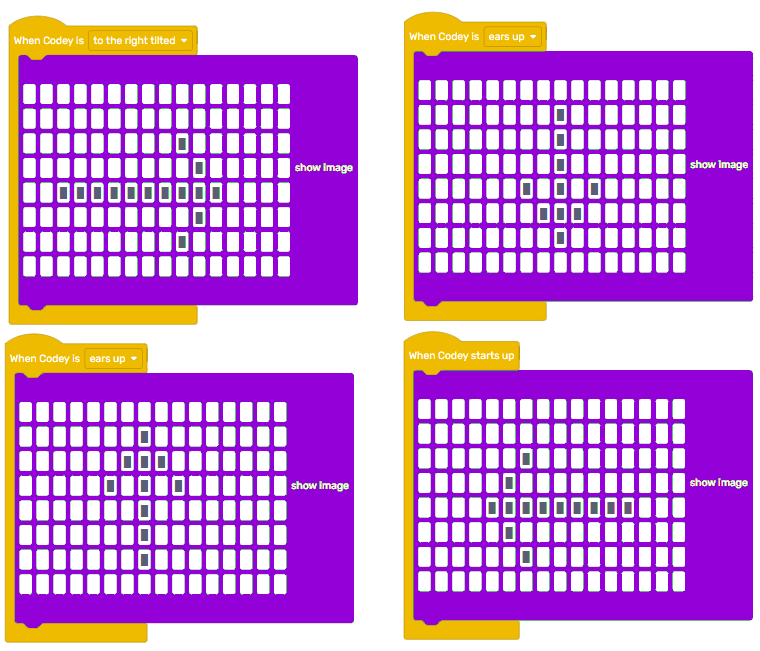 When Codey is to the right tilted
show image
When Codey is ears up
show image
When Codey is ears up
show image
When Codey starts up
show image